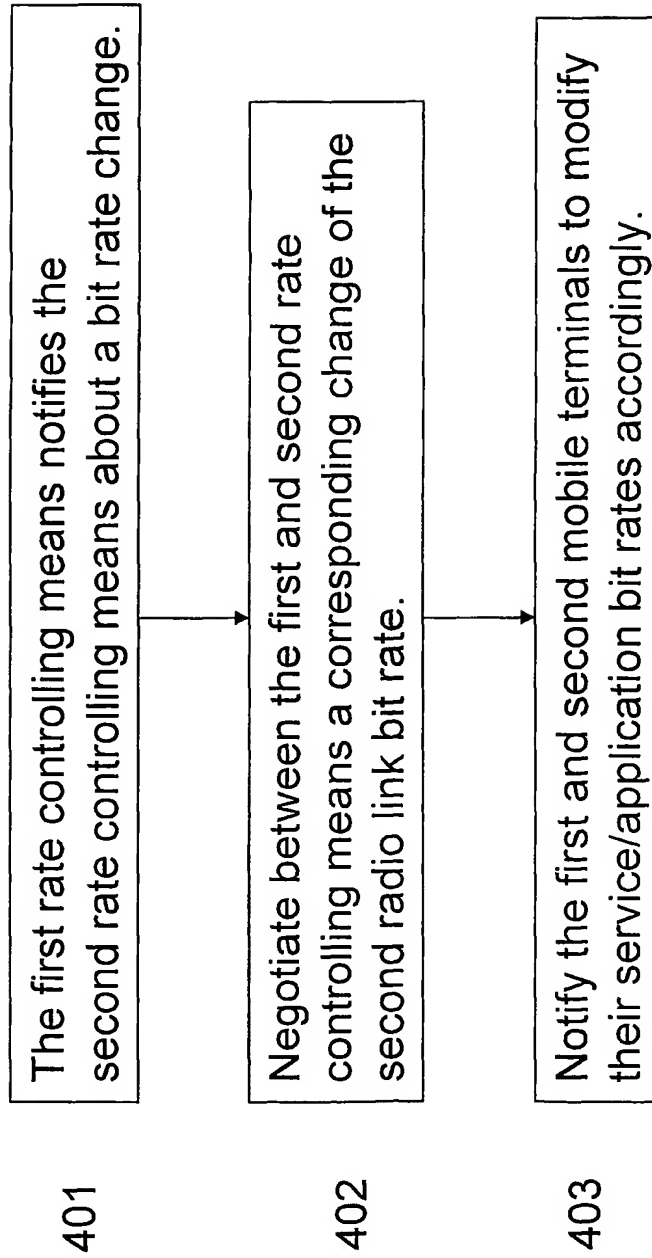 401
The first rate controlling means notifies the
second rate controlling means about a bit rate change.
402
Negotiate between the first and second rate
controlling means a corresponding change of the
second radio link bit rate.
403
Notify the first and second mobile terminals to modify
their service/application bit rates accordingly.